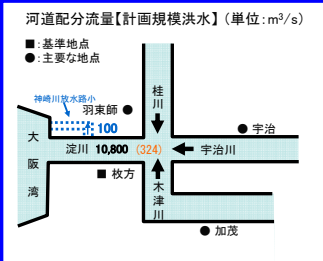 河道配分流量【計画規模洪水】(単位:m³/s)
■:基準地点
●:主要な地点
神崎川放水路小
羽束師●
桂川
100
●宇治
大阪湾
淀川 10,800 (324)
宇治川
■枚方
木津川
●加茂